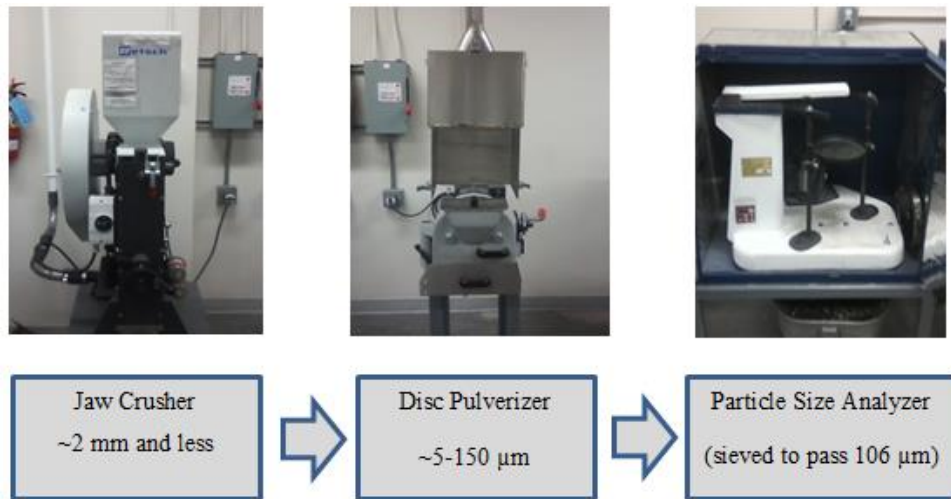 Retsch
Jaw Crusher
~2 mm and less
Disc Pulverizer
~5-150 µm
Particle Size Analyzer
(sieved to pass 106 µm)